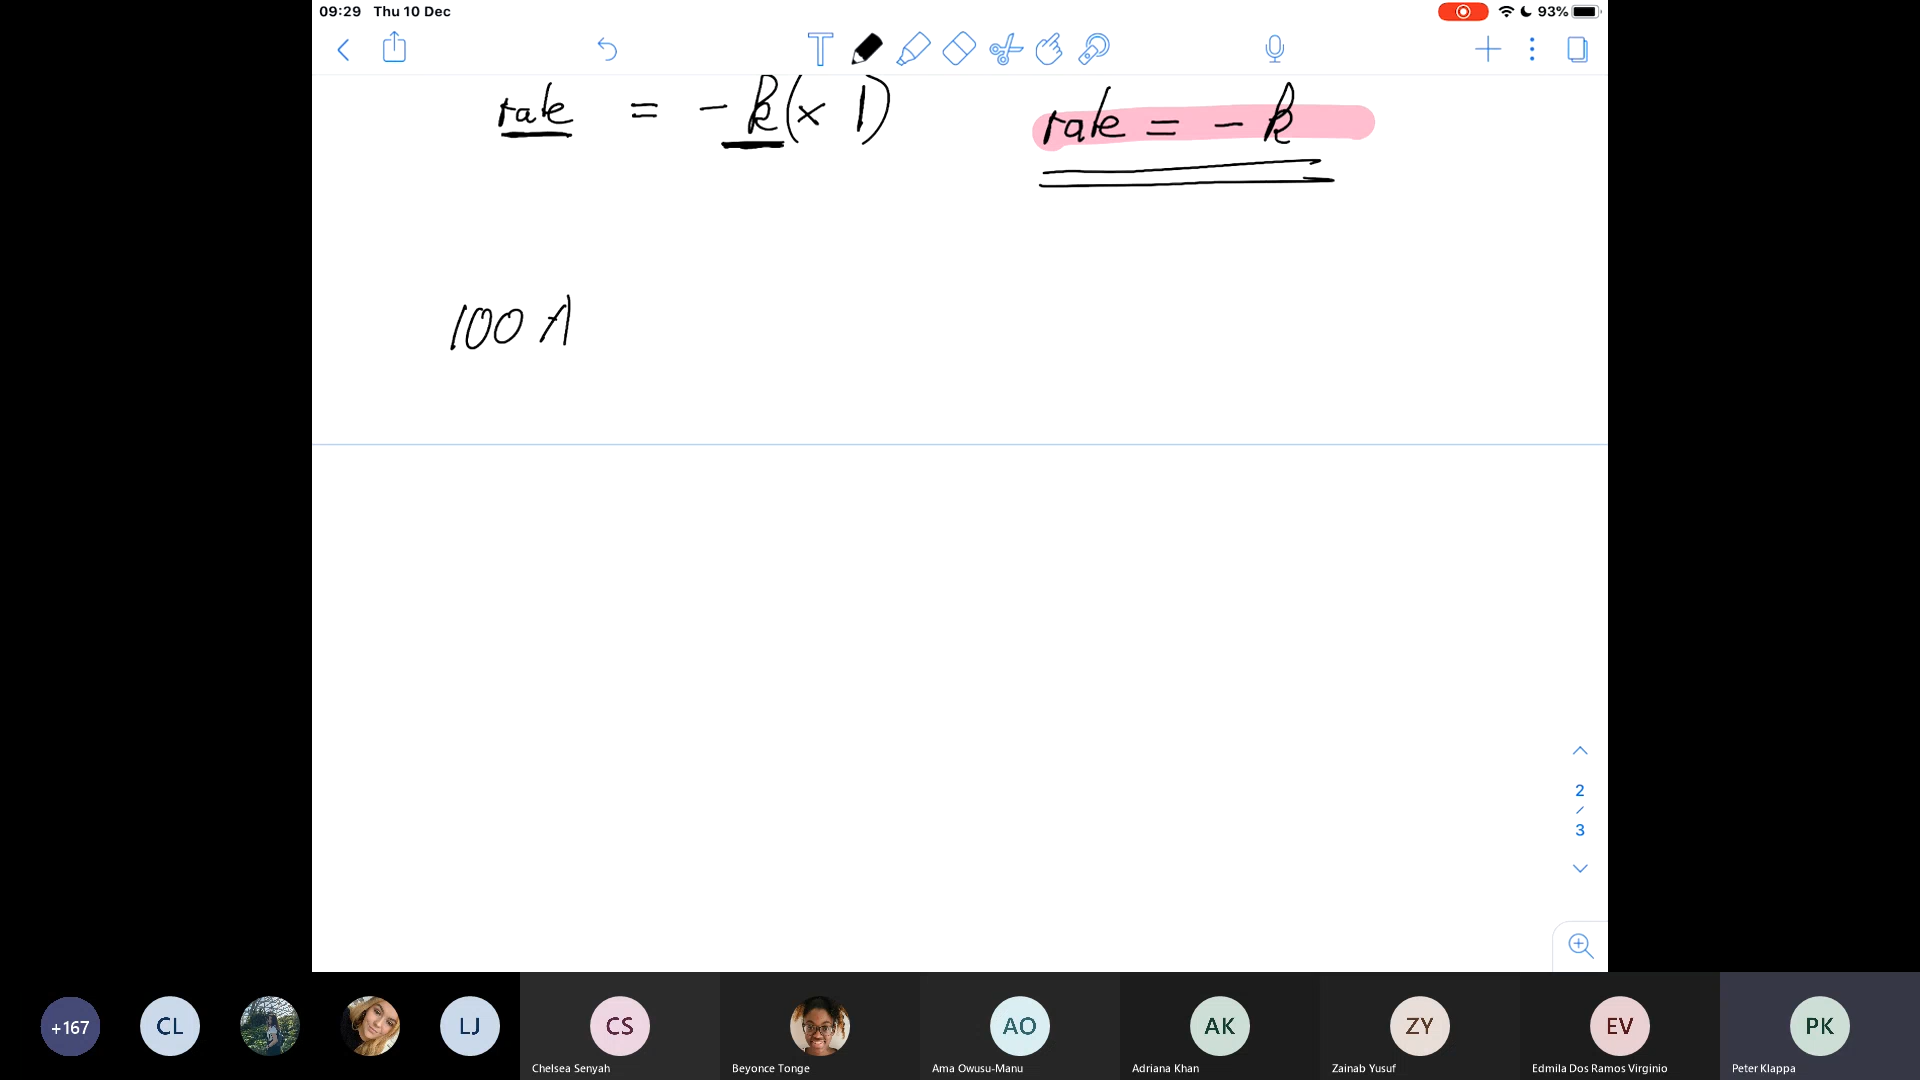 09:29 Thu 10 Dec
93%
T
rate = - k (x 1)
rate = - k
100 A
2
3
+167
CL
LJ
CS
AO
AK
ZY
EV
PK
Chelsea Senyah
Beyonce Tonge
Ama Owusu-Manu
Adriana Khan
Zainab Yusuf
Edmila Dos Ramos Virginio
Peter Klappa